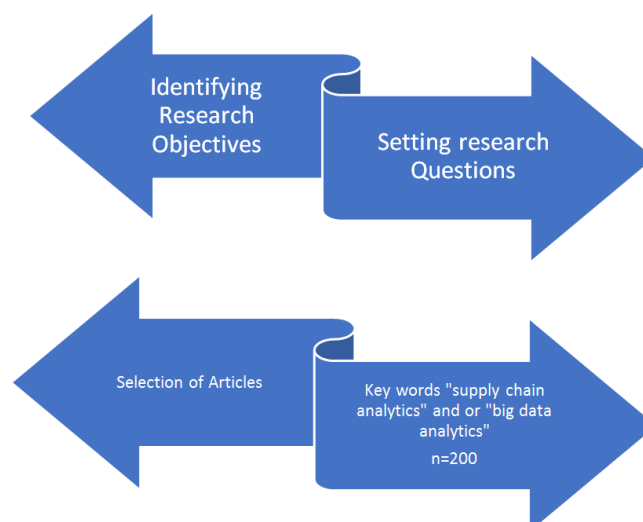 Identifying
Research
Objectives
Setting research
Questions
Selection of Articles
Key words "supply chain
analytics" and or "big data
analytics"
n=200